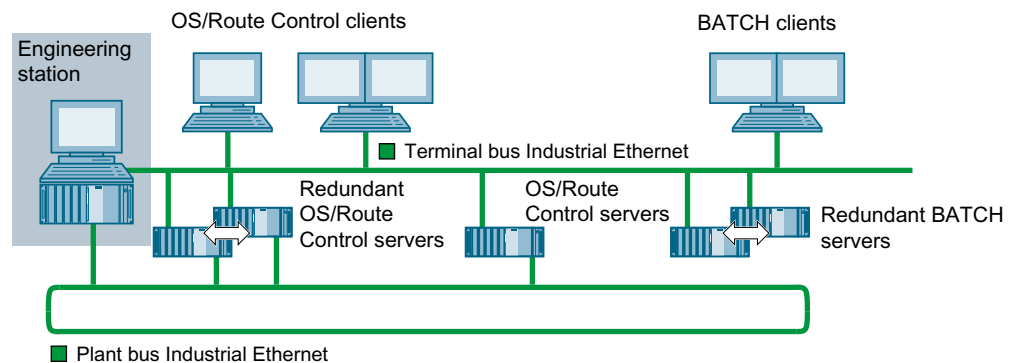 OS/Route Control clients
BATCH clients
Engineering
station
Terminal bus Industrial Ethernet
Redundant
OS/Route
Control servers
OS/Route
Control servers
Redundant BATCH
servers
Plant bus Industrial Ethernet